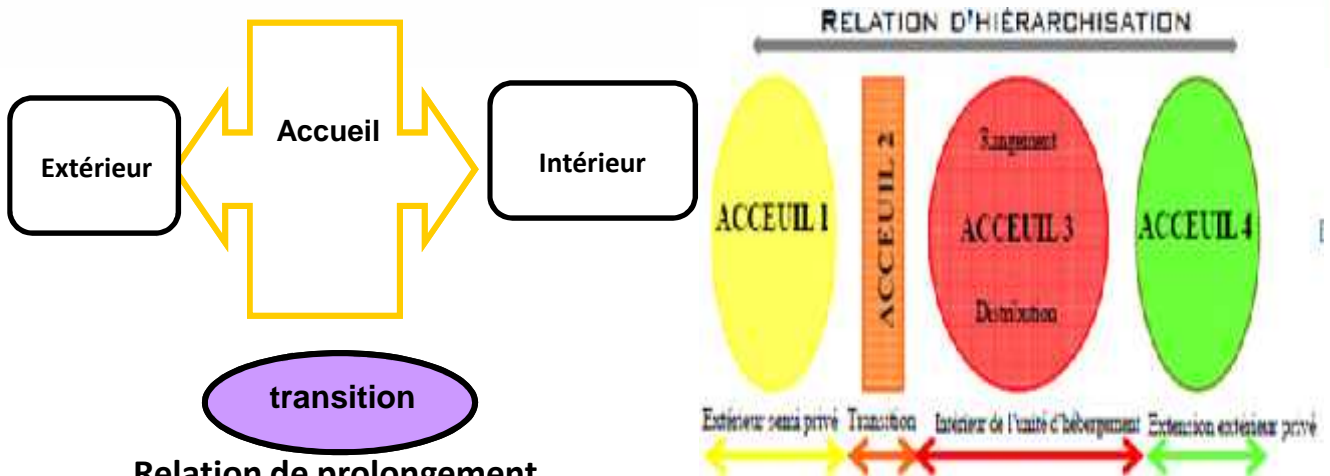 Extérieur
Accueil
Intérieur
transition
Relation de prolongement
RELATION D'HIÉRARCHISATION
ACCEUIL 1
ACCEUIL 2
Rangement
ACCEUIL 3
Distribution
ACCEUIL 4
Extérieur semi privé
Transition
Intérieur de l'unité d'hébergement
Extension extérieur privé